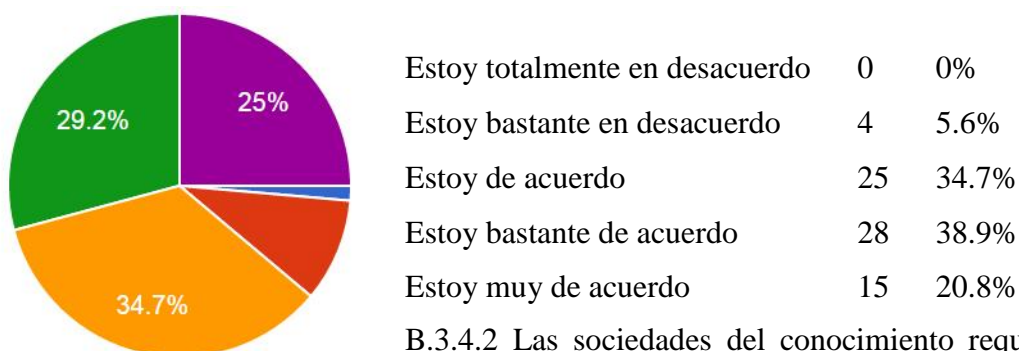 25%
29.2%
34.7%
Estoy totalmente en desacuerdo 0 0%
Estoy bastante en desacuerdo 4 5.6%
Estoy de acuerdo 25 34.7%
Estoy bastante de acuerdo 28 38.9%
Estoy muy de acuerdo 15 20.8%
B.3.4.2 Las sociedades del conocimiento requ